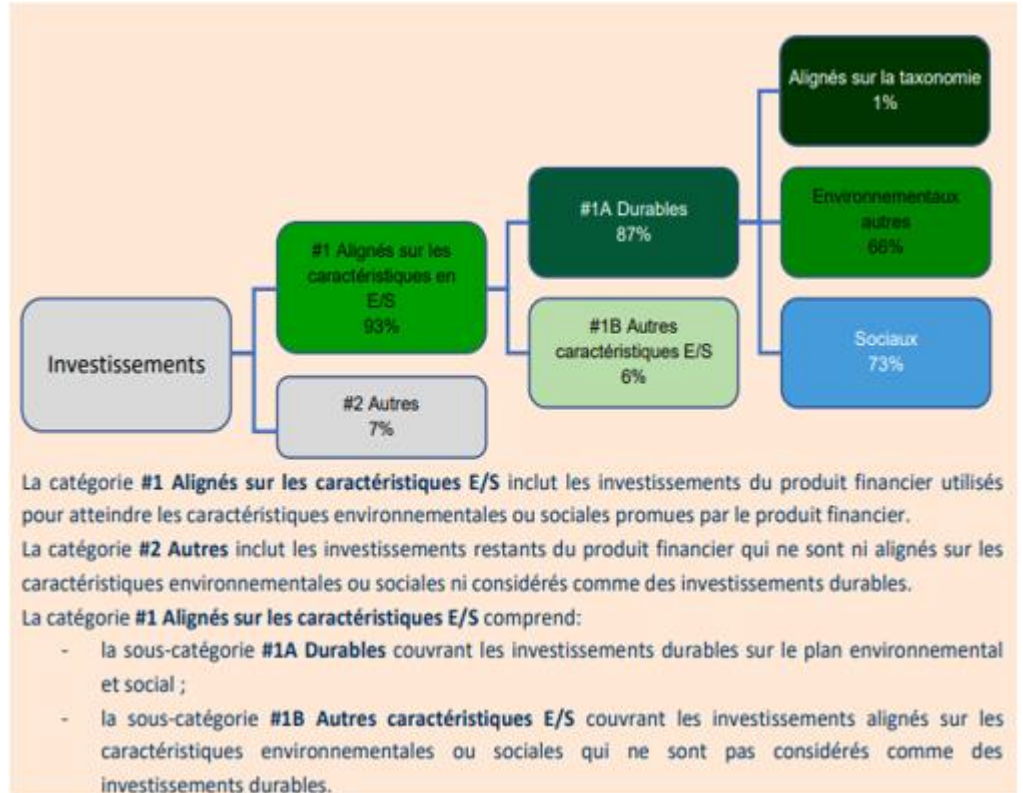 Alignés sur la taxonomie
1%
#1A Durables
87%
Environnementaux
autres
66%
#1 Alignés sur les
caractéristiques en
E/S
93%
#1B Autres
caractéristiques E/S
6%
Sociaux
73%
Investissements
#2 Autres
7%
La catégorie #1 Alignés sur les caractéristiques E/S inclut les investissements du produit financier utilisés
pour atteindre les caractéristiques environnementales ou sociales promues par le produit financier.
La catégorie #2 Autres inclut les investissements restants du produit financier qui ne sont ni alignés sur les
caractéristiques environnementales ou sociales ni considérés comme des investissements durables.
La catégorie #1 Alignés sur les caractéristiques E/S comprend:
- la sous-catégorie #1A Durables couvrant les investissements durables sur le plan environnemental
et social ;
- la sous-catégorie #1B Autres caractéristiques E/S couvrant les investissements alignés sur les
caractéristiques environnementales ou sociales qui ne sont pas considérés comme des
investissements durables.